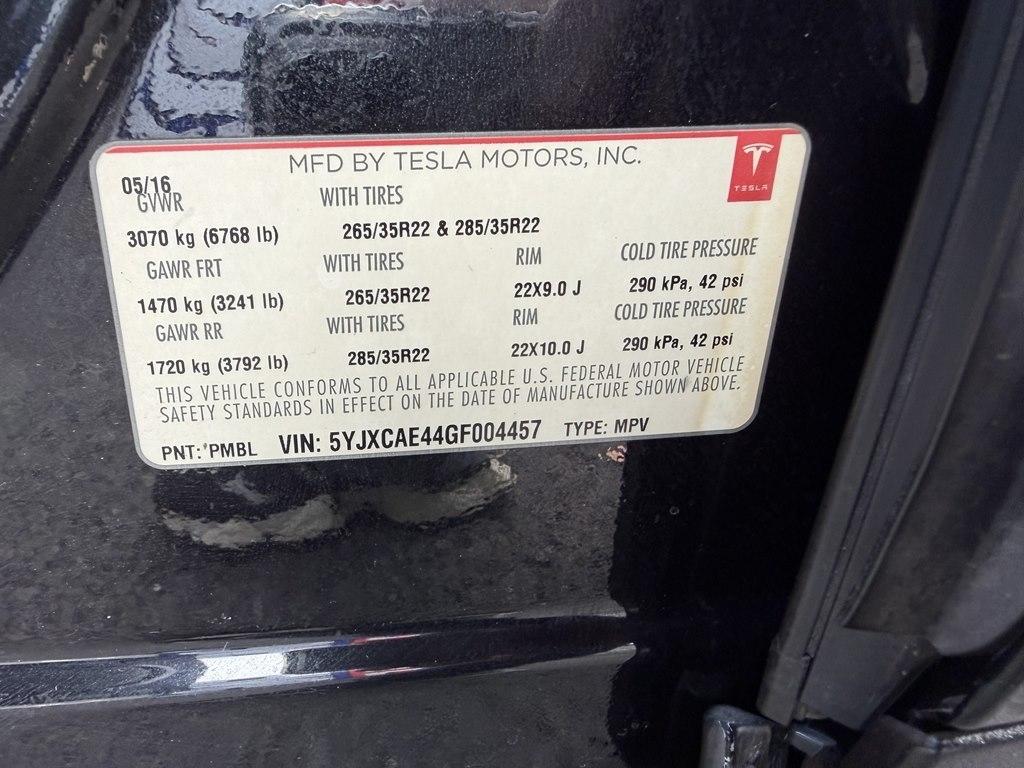 MFD BY TESLA MOTORS, INC.
TESLA
05/16
GVWR WITH TIRES
3070 kg (6768 lb) 265/35R22 & 285/35R22
GAWR FRT WITH TIRES RIM COLD TIRE PRESSURE
1470 kg (3241 lb) 265/35R22 22X9.0 J 290 kPa, 42 psi
GAWR RR WITH TIRES RIM COLD TIRE PRESSURE
1720 kg (3792 lb) 285/35R22 22X10.0 J 290 kPa, 42 psi
THIS VEHICLE CONFORMS TO ALL APPLICABLE U.S. FEDERAL MOTOR VEHICLE
SAFETY STANDARDS IN EFFECT ON THE DATE OF MANUFACTURE SHOWN ABOVE.
PNT: PMBL VIN: 5YJXCAE44GF004457 TYPE: MPV